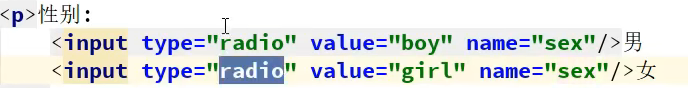 <p>性别:
<input type="radio" value="boy" name="sex"/>男
<input type="radio" value="girl" name="sex"/>女